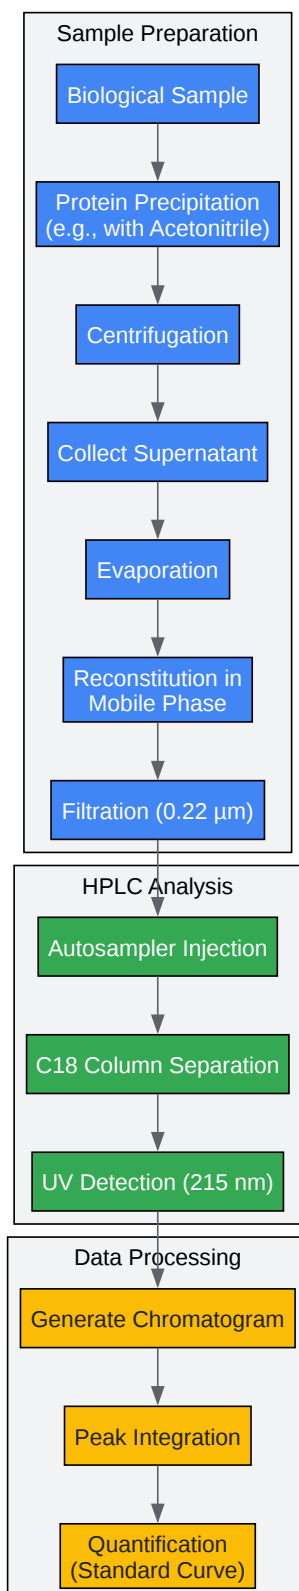 Sample Preparation
Biological Sample
Protein Precipitation
(e.g., with Acetonitrile)
Centrifugation
Collect Supernatant
Evaporation
Reconstitution in
Mobile Phase
Filtration (0.22 µm)
HPLC Analysis
Autosampler Injection
C18 Column Separation
UV Detection (215 nm)
Data Processing
Generate Chromatogram
Peak Integration
Quantification
(Standard Curve)